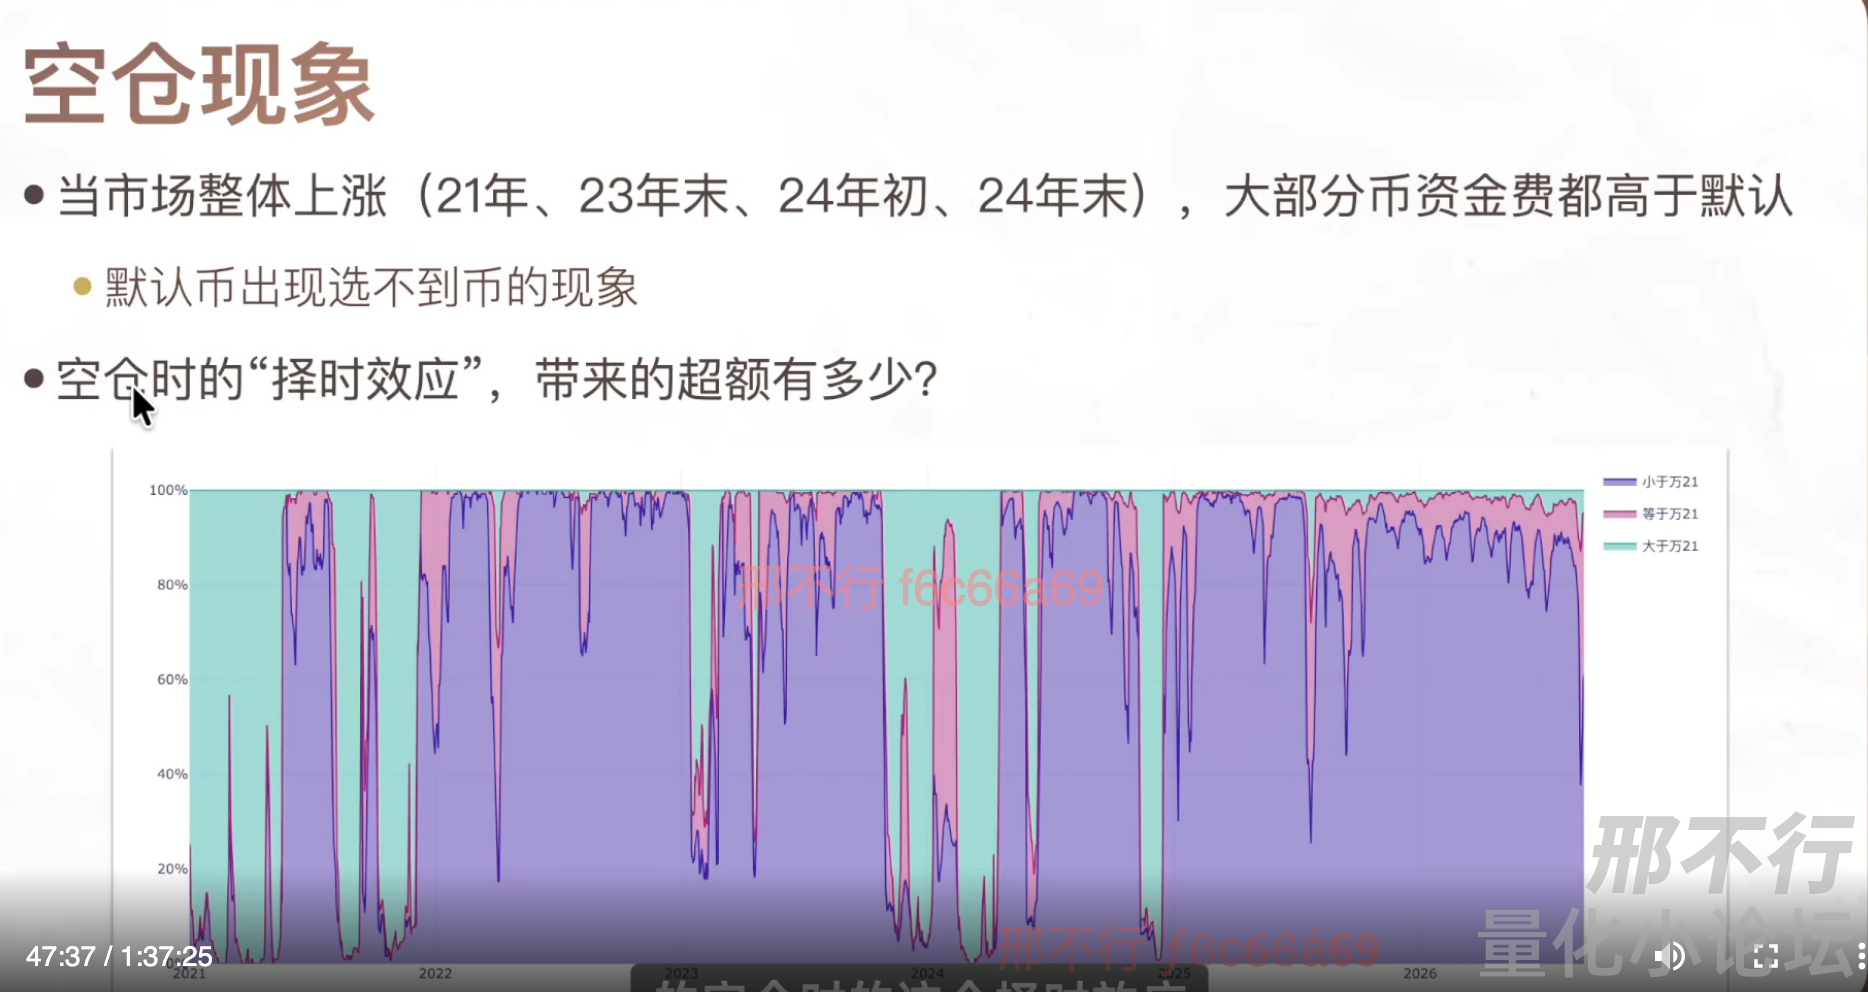 空仓现象
当市场整体上涨（21年、23年末、24年初、24年末），大部分币资金费都高于默认
默认币出现选不到币的现象
空仓时的“择时效应”，带来的超额有多少？
100%
80%
60%
40%
20%
小于万21
等于万21
大于万21
邢不行 f6c66a69
邢不行
量化小论坛
邢不行 f6c66a69
47:37 / 1:37:25
2021
2022
2023
2024
2025
2026